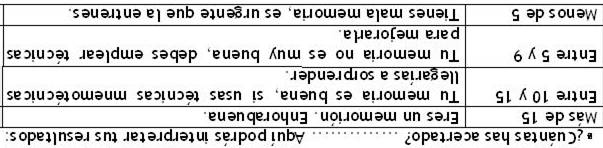 * ¿Cuántas has acertado? .............. Aquí podrás interpretar tus resultados:
Más de 15 Eres un memorión. Enhorabuena.
Entre 10 y 15 Tu memoria es buena, si usas técnicas mnemotécnicas
llegarías a sorprender.
Entre 5 y 9 Tu memoria no es muy buena, debes emplear técnicas
para mejorarla.
Menos de 5 Tienes mala memoria, es urgente que la entrenes.